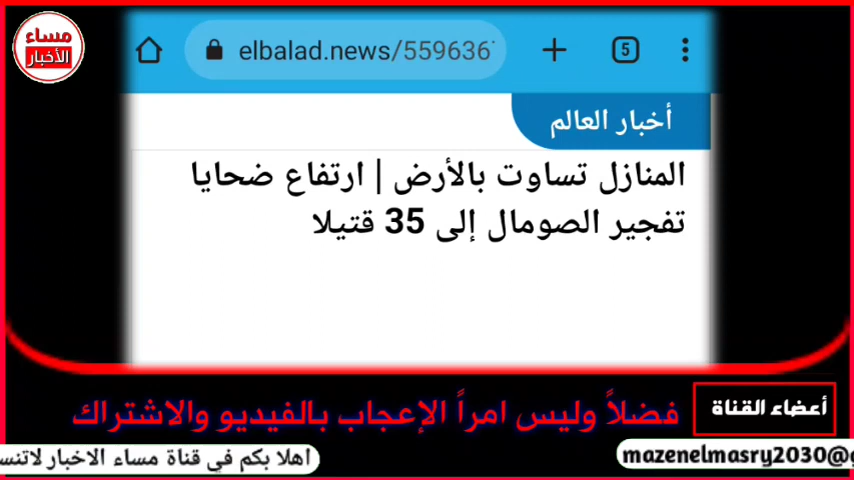 مساء
الأخبار
elbalad.news/559636
5
أخبار العالم
المنازل تساوت بالأرض | ارتفاع ضحايا
تفجير الصومال إلى 35 قتيلا
أعضاء القناة
فضلاً وليس امراً الإعجاب بالفيديو والاشتراك
mazenelmasry2030@
اهلا بكم في قناة مساء الاخبار